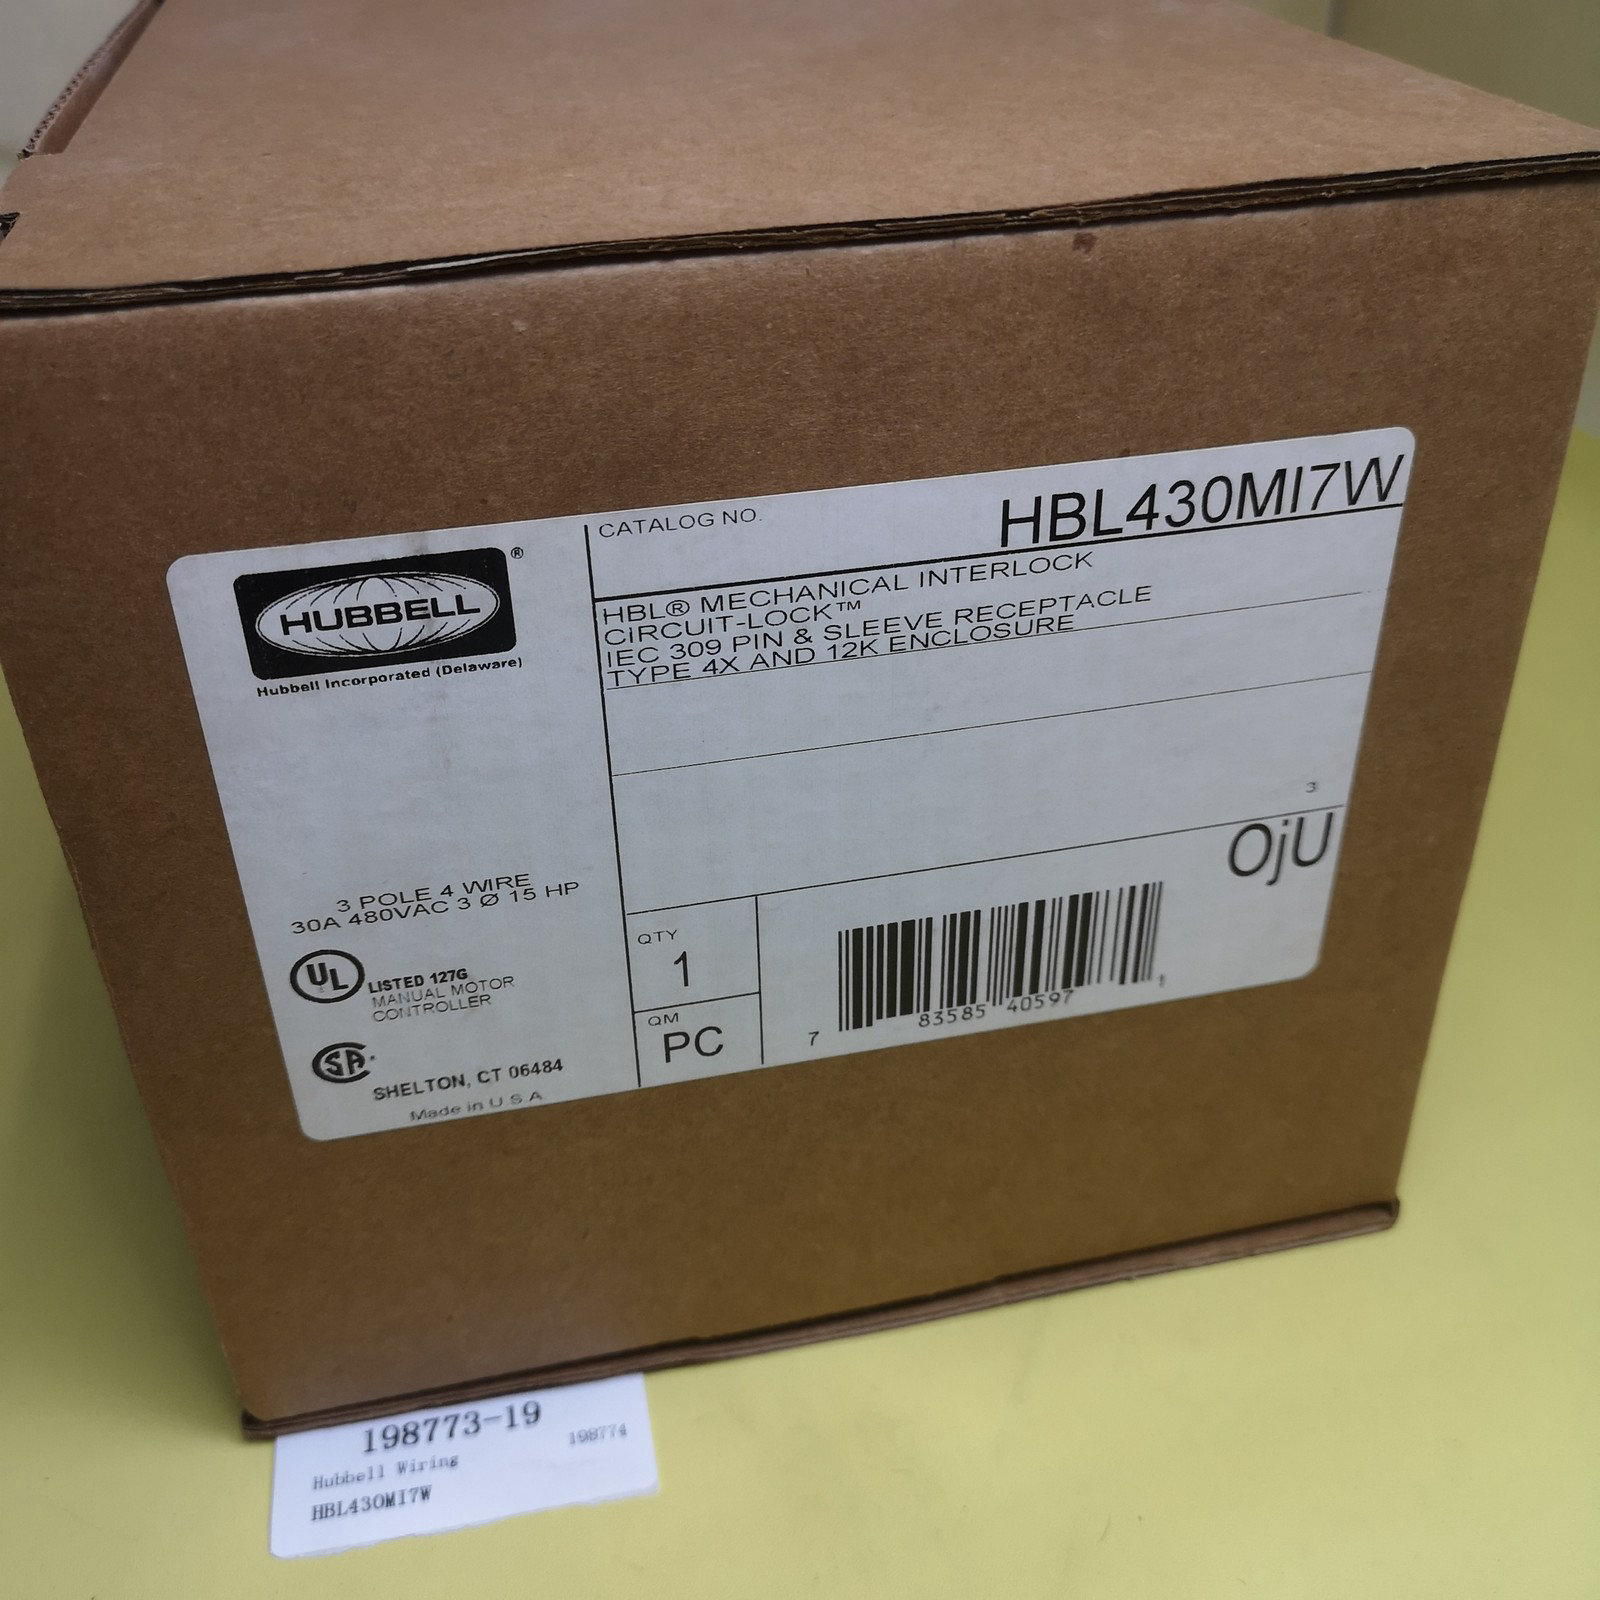 CATALOG NO.
HBL430MI7W
HUBBELL®
Hubbell Incorporated (Delaware)
HBL® MECHANICAL INTERLOCK
CIRCUIT-LOCK™
IEC 309 PIN & SLEEVE RECEPTACLE
TYPE 4X AND 12K ENCLOSURE
3
OjU
3 POLE 4 WIRE
30A 480VAC 3 Ø 15 HP
UL
LISTED 127G
MANUAL MOTOR
CONTROLLER
SA
SHELTON, CT 06484
Made in U S A
QTY
1
QM
PC
7 83585 40597
198773-19
198774
Hubbell Wiring
HBL430MI7W